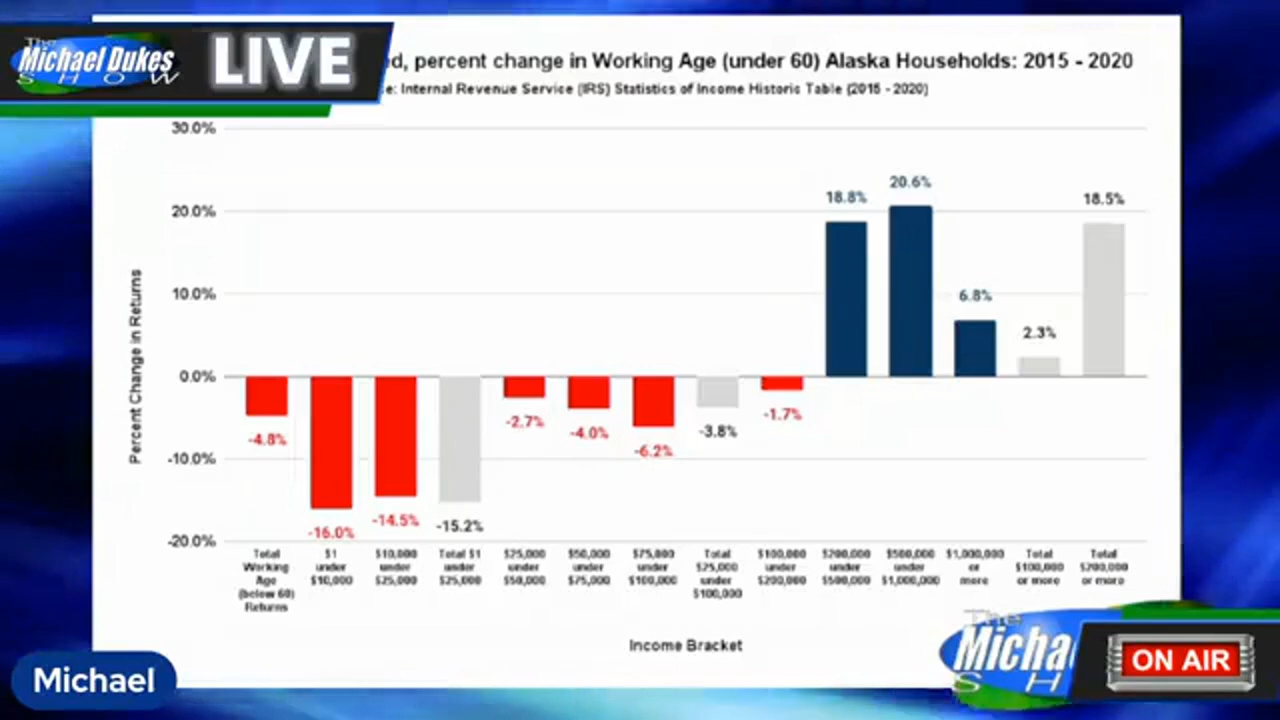 The
Michael Dukes
SHOW
LIVE
d, percent change in Working Age (under 60) Alaska Households: 2015 - 2020
e: Internal Revenue Service (IRS) Statistics of Income Historic Table (2015 - 2020)
30.0%
20.0%
10.0%
0.0%
-10.0%
-20.0%
Percent Change in Returns
-4.8%
-16.0%
-14.5%
-15.2%
-2.7%
-4.0%
-6.2%
-3.8%
-1.7%
18.8%
20.6%
6.8%
2.3%
18.5%
Total
Working
Age
(below 60)
Returns
$1
under
$10,000
$10,000
under
$25,000
Total $1
under
$25,000
$25,000
under
$50,000
$50,000
under
$75,000
$75,000
under
$100,000
Total
$25,000
under
$100,000
$100,000
under
$200,000
$200,000
under
$500,000
$500,000
under
$1,000,000
$1,000,000
or
more
Total
$100,000
or more
Total
$200,000
or more
Income Bracket
Michael
The
Micha
S H
ON AIR